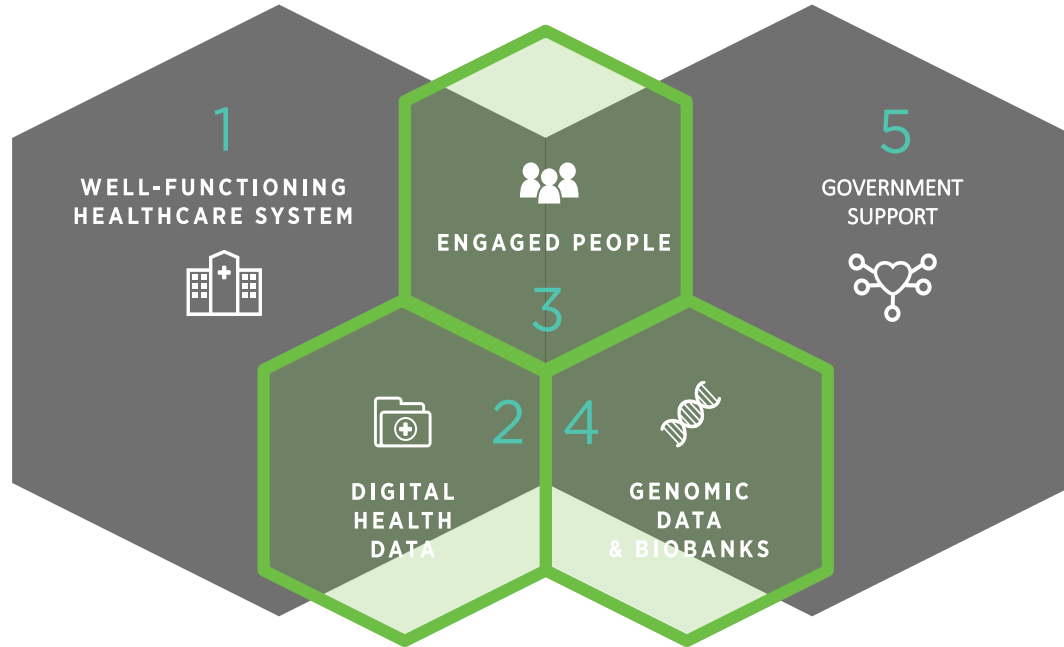 1
WELL-FUNCTIONING
HEALTHCARE SYSTEM
ENGAGED PEOPLE
3
5
GOVERNMENT
SUPPORT
2
DIGITAL
HEALTH
DATA
4
GENOMIC
DATA
& BIOBANKS